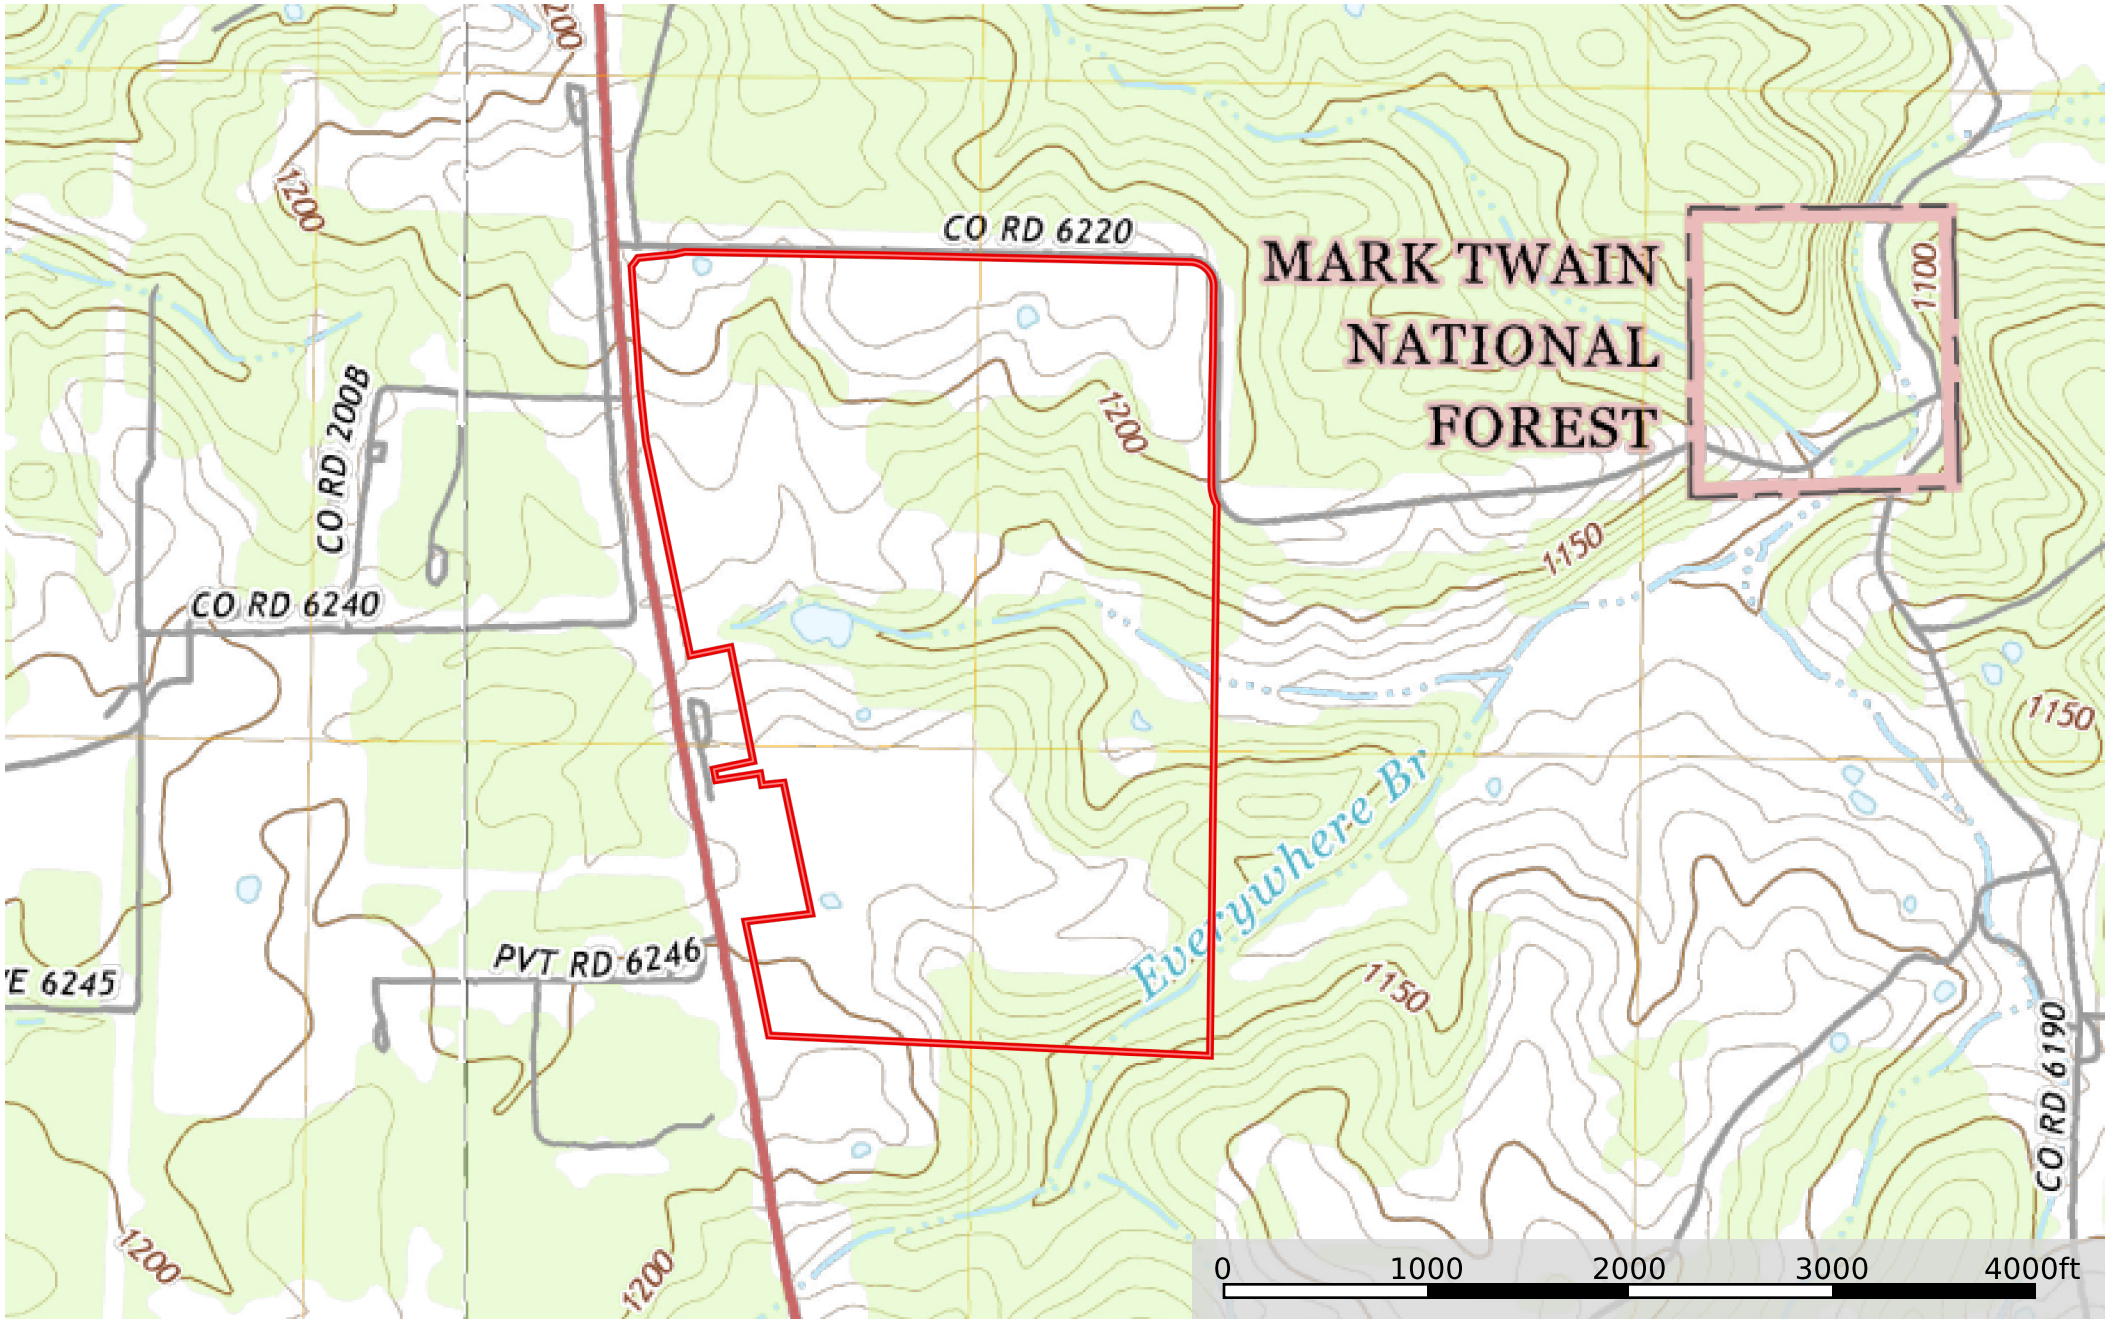 200
1200
CO RD 6220
MARK TWAIN
NATIONAL
FOREST
1100
CO RD 200B
1200
1150
CO RD 6240
1150
Everywhere Br
PVT RD 6246
E 6245
1150
CO RD 6190
1200
1200
0 1000 2000 3000 4000ft